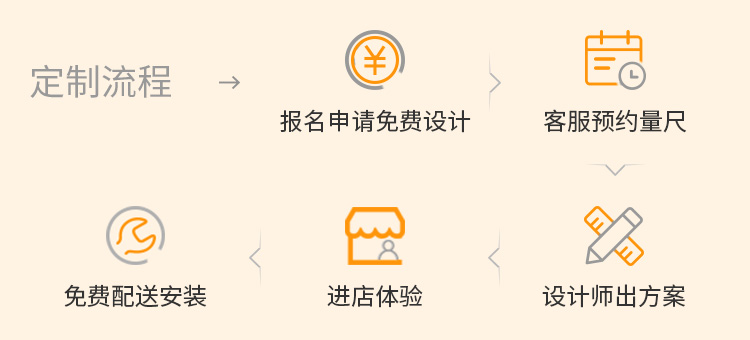 定制流程
报名申请免费设计
客服预约量尺
设计师出方案
进店体验
免费配送安装